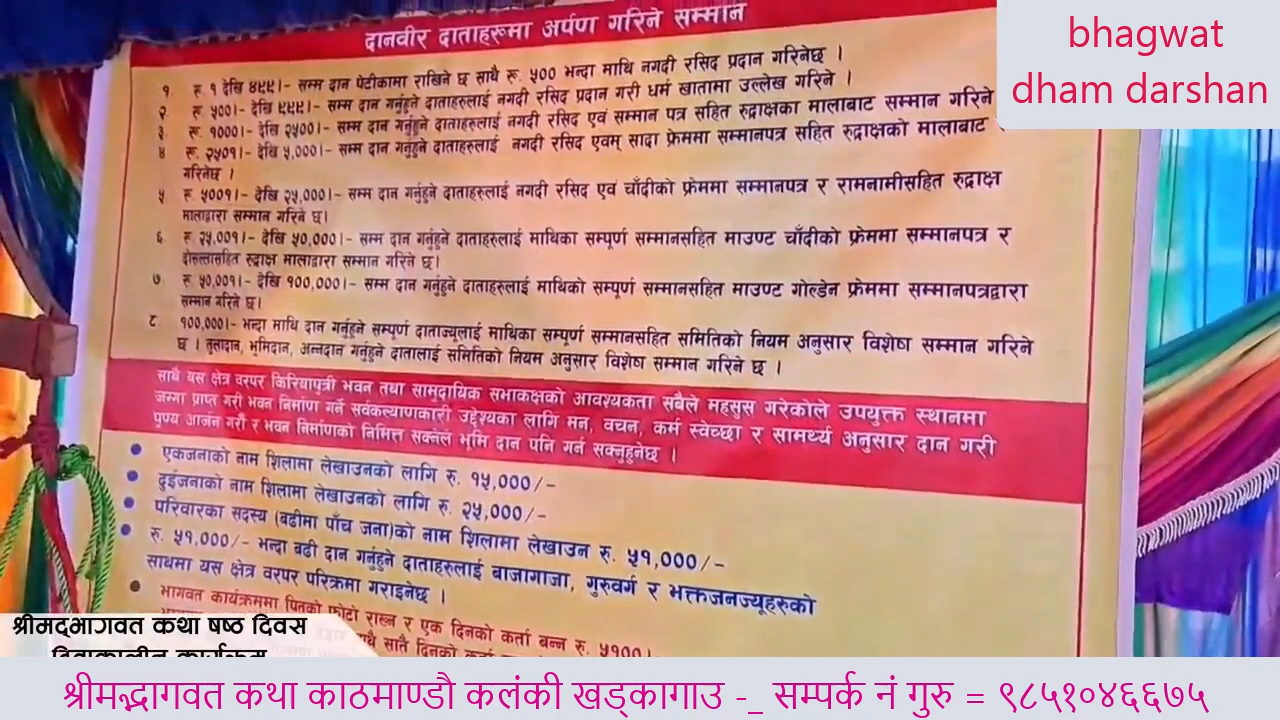 दानवीर दाताहरूमा अर्पण गरिने सम्मान
bhagwat
dham darshan
१ रु. १ देखि ४९९।- सम्म दान पेटीकामा राखिने छ साथै रू. ५०० भन्दा माथि नगदी रसिद प्रदान गरिनेछ ।
२. रु ५००।- देखि ९९९।- सम्म दान गर्नुहुने दाताहरुलाई नगदी रसिद प्रदान गरी धर्म खातामा उल्लेख गरिने ।
३ रू. १०००।- देखि २५००।- सम्म दान गर्नुहुने दाताहरुलाई नगदी रसिद एवं सम्मान पत्र सहित रुद्राक्षका मालाबाट सम्मान गरिने
४ रु. २५०१।- देखि ५,०००।- सम्म दान गर्नुहुने दाताहरुलाई नगदी रसिद एवम् सादा फ्रेममा सम्मानपत्र सहित रुद्राक्षको मालाबाट
गरिनेछ ।
५ रु ५००१।- देखि २५,०००।- सम्म दान गर्नुहुने दाताहरुलाई नगदी रसिद एवं चाँदीको फ्रेममा सम्मानपत्र र रामनामीसहित रुद्राक्ष
मालाद्वारा सम्मान गरिने छ।
६. रु २५,००१।- देखि ५०,०००।- सम्म दान गर्नुहुने दाताहरुलाई माथिका सम्पूर्ण सम्मानसहित माउण्ट चाँदीको फ्रेममा सम्मानपत्र र
दोसल्लासहित रुद्राक्ष मालाद्वारा सम्मान गरिने छ।
७ रू. ५०,००१।- देखि १००,०००।- सम्म दान गर्नुहुने दाताहरुलाई माथिको सम्पूर्ण सम्मानसहित माउण्ट गोल्डेन फ्रेममा सम्मानपत्रद्वारा
सम्मान गरिने छ।
८. १००,०००।- भन्दा माथि दान गर्नुहुने सम्पूर्ण दाताज्यूलाई माथिका सम्पूर्ण सम्मानसहित समितिको नियम अनुसार विशेष सम्मान गरिने
छ । तुलादान, भुमिदान, अन्नदान गर्नुहुने दातालाई समितिको नियम अनुसार विशेष सम्मान गरिने छ ।
साथै यस क्षेत्र वरपर किरियापुत्री भवन तथा सामुदायिक सभाकक्षको आवश्यकता सबैले महसुस गरेकोले उपयुक्त स्थानमा
जग्गा प्राप्त गरी भवन निर्माण गर्ने सर्वकल्याणकारी उद्देश्यका लागि मन, वचन, कर्म स्वेच्छा र सामर्थ्य अनुसार दान गरी
पुण्य आर्जन गरौं र भवन निर्माणको निमित्त सक्नेले भूमि दान पनि गर्न सक्नुहुनेछ ।
• एकजनाको नाम शिलामा लेखाउनको लागि रु. १५,०००/-
• दुईजनाको नाम शिलामा लेखाउनको लागि रु. २५,०००/-
• परिवारका सदस्य (बढीमा पाँच जना)को नाम शिलामा लेखाउन रु. ५१,०००/-
• रु. ५१,०००/- भन्दा बढी दान गर्नुहुने दाताहरुलाई बाजागाजा, गुरुवर्ग र भक्तजनज्यूहरुको
साथमा यस क्षेत्र वरपर परिक्रमा गराइनेछ ।
• भागवत कार्यक्रममा पितृको फोटो राख्न र एक दिनको कर्ता बन्न रु. ५१००।
साथै सातै दिनको कर्ता
श्रीमद्भागवत कथा षष्ठ दिवस
दिवाकालीन कार्यक्रम
श्रीमद्भागवत कथा काठमाण्डौ कलंकी खड्कागाउ -_ सम्पर्क नं गुरु = ९८५१०४६६७५